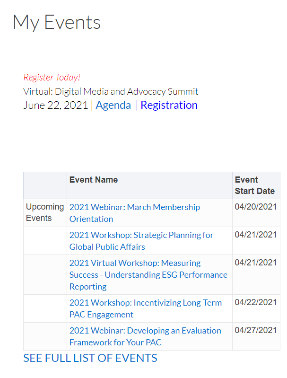 My Events
Register Today!
Virtual: Digital Media and Advocacy Summit
June 22, 2021 | Agenda | Registration
Event Name Event
Start Date
Upcoming 2021 Webinar: March Membership 04/20/2021
Events Orientation
2021 Workshop: Strategic Planning for 04/21/2021
Global Public Affairs
2021 Virtual Workshop: Measuring 04/21/2021
Success - Understanding ESG Performance
Reporting
2021 Workshop: Incentivizing Long Term 04/22/2021
PAC Engagement
2021 Webinar: Developing an Evaluation 04/27/2021
Framework for Your PAC
SEE FULL LIST OF EVENTS